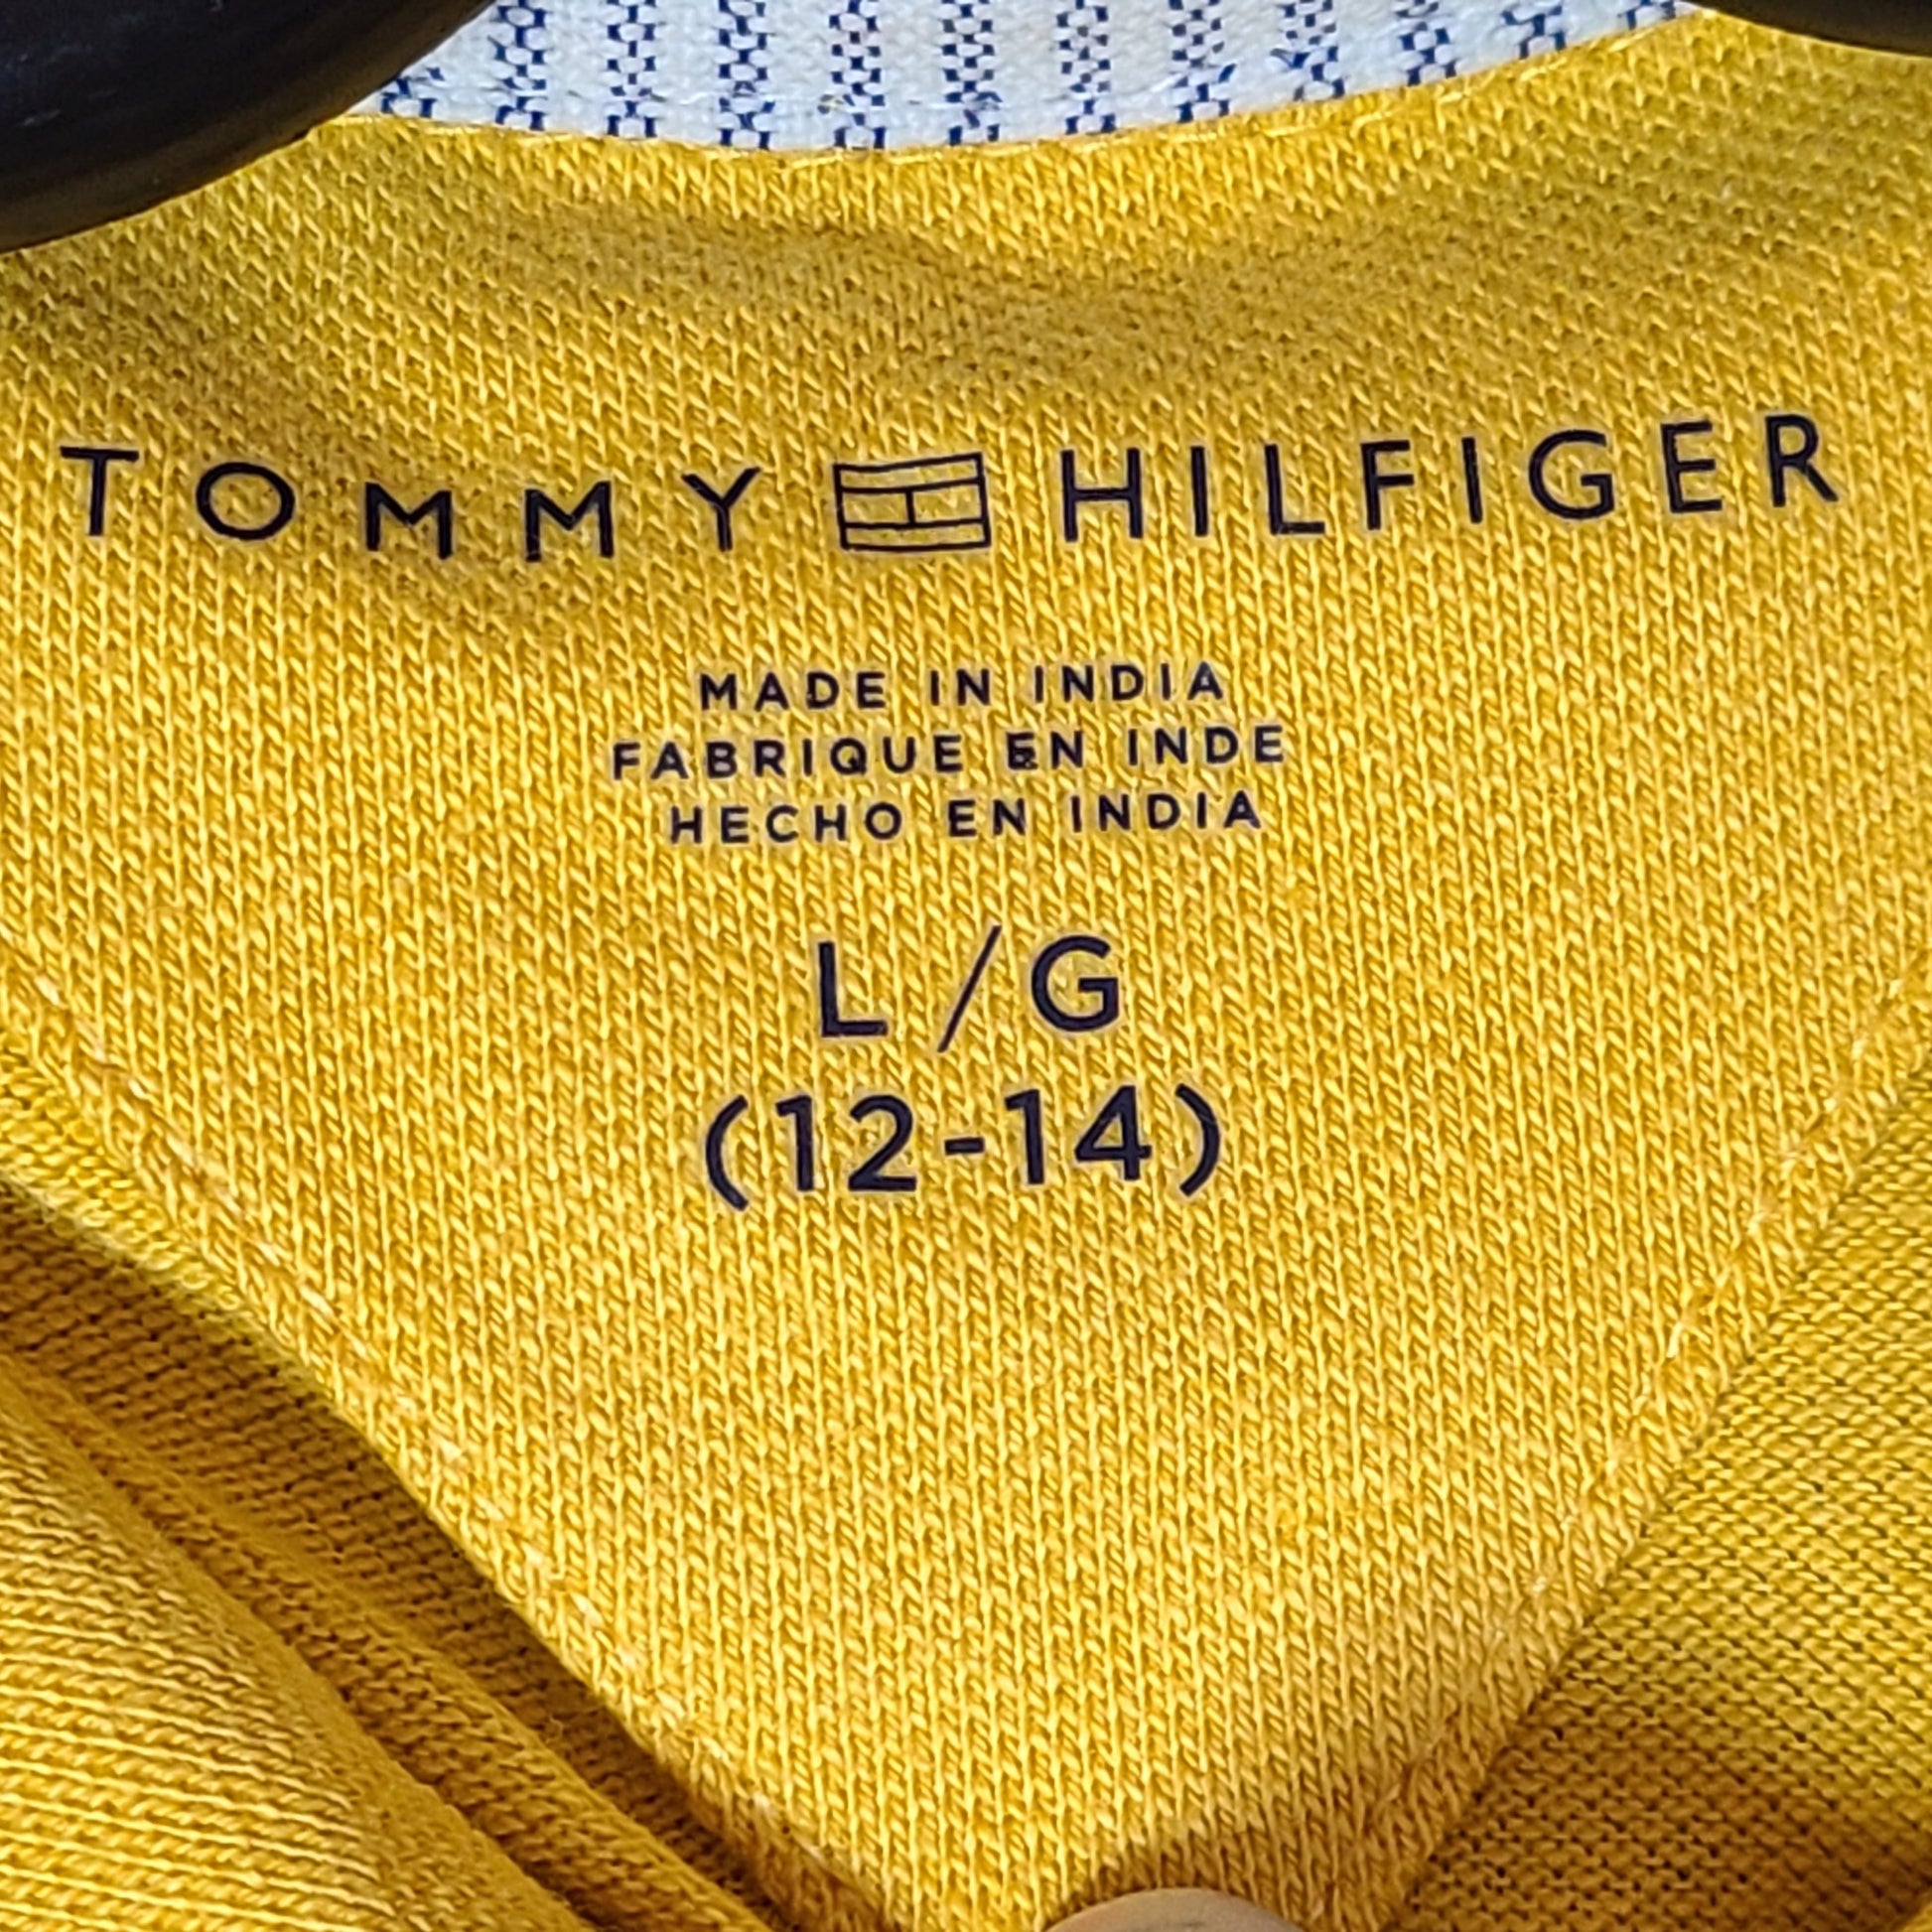 TOMMY HILFIGER
MADE IN INDIA
FABRIQUE EN INDE
HECHO EN INDIA
L/G
(12-14)